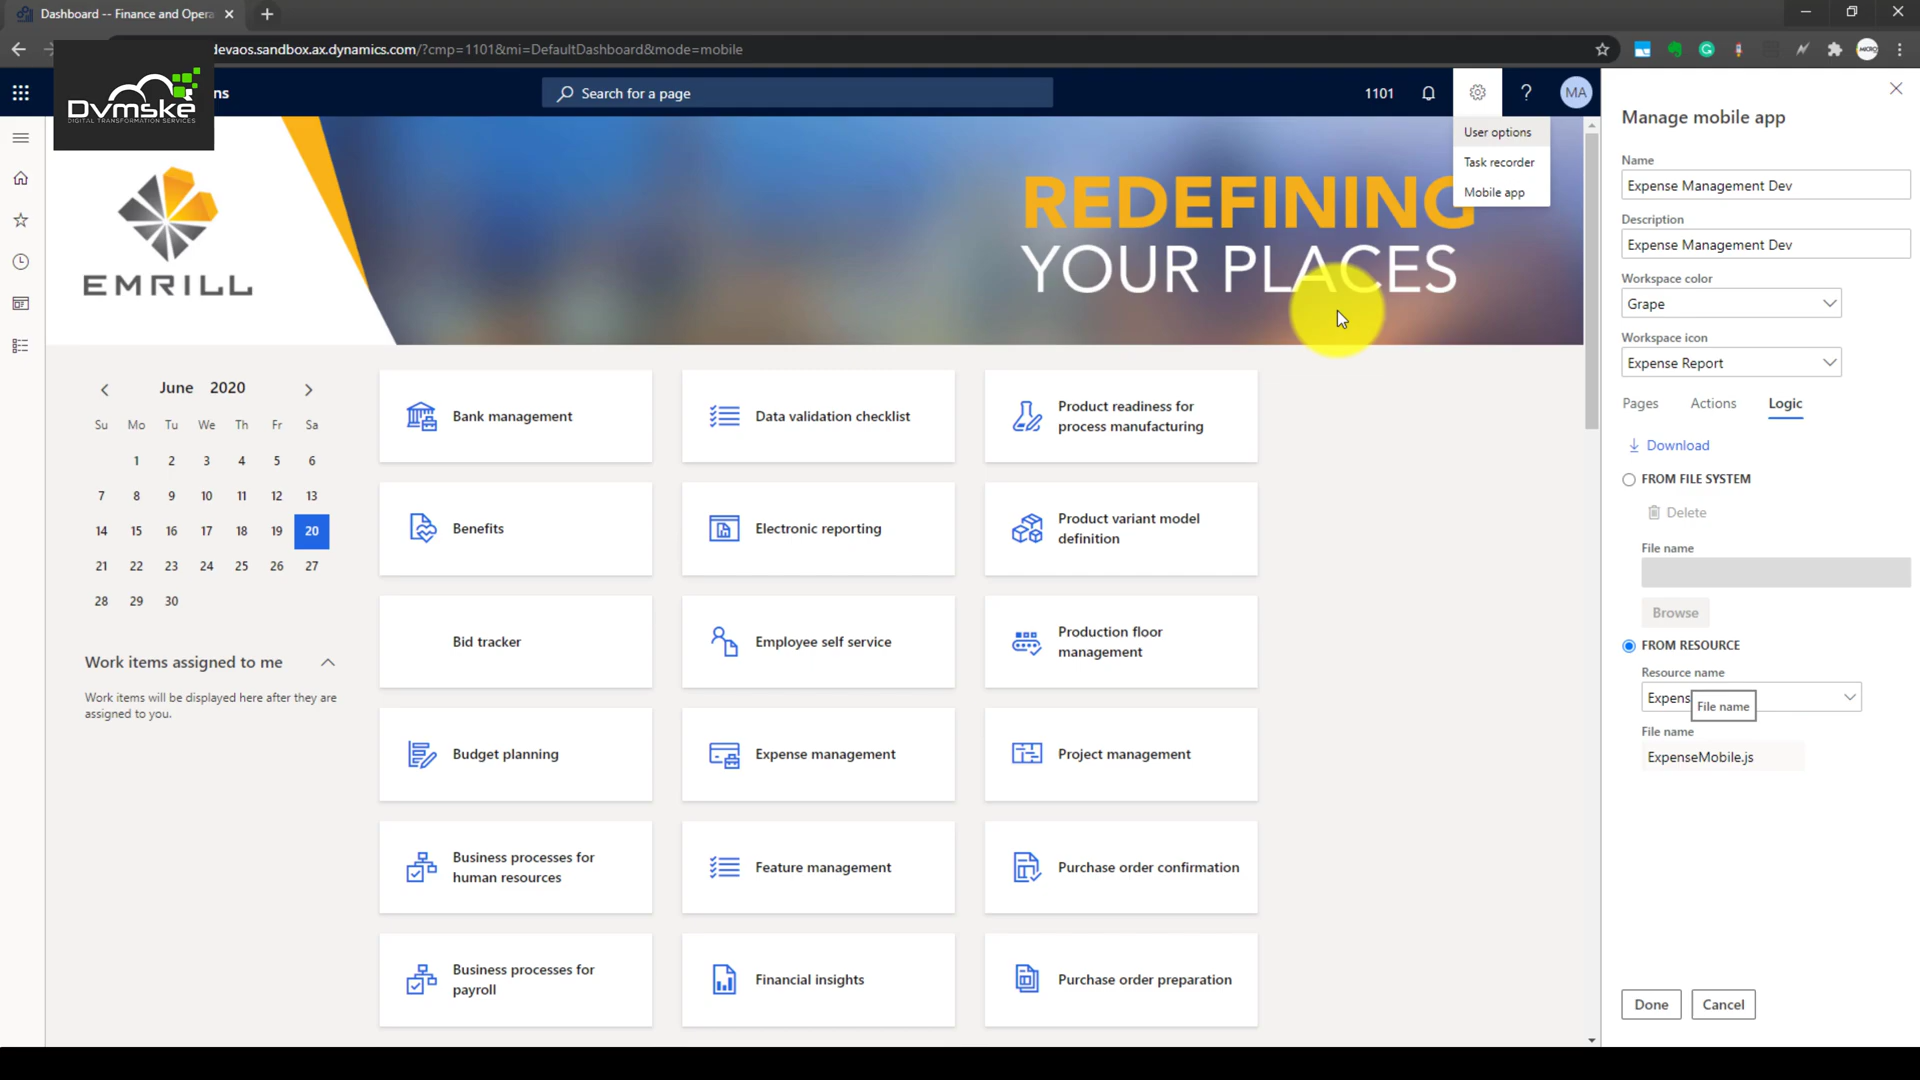 Dashboard -- Finance and Opera
devaos.sandbox.ax.dynamics.com/?cmp=1101&mi=DefaultDashboard&mode=mobile
Dvmske
DIGITAL TRANSFORMATION SERVICES
ns
Search for a page
1101
?
MA
User options
Task recorder
Mobile app
EMRILL
REDEFINING
YOUR PLACES
June 2020
Su Mo Tu We Th Fr Sa
1 2 3 4 5 6
7 8 9 10 11 12 13
14 15 16 17 18 19 20
21 22 23 24 25 26 27
28 29 30
Work items assigned to me
Work items will be displayed here after they are
assigned to you.
Bank management
Data validation checklist
Product readiness for
process manufacturing
Benefits
Electronic reporting
Product variant model
definition
Bid tracker
Employee self service
Production floor
management
Budget planning
Expense management
Project management
Business processes for
human resources
Feature management
Purchase order confirmation
Business processes for
payroll
Financial insights
Purchase order preparation
Manage mobile app
Name
Expense Management Dev
Description
Expense Management Dev
Workspace color
Grape
Workspace icon
Expense Report
Pages Actions Logic
Download
FROM FILE SYSTEM
Delete
File name
Browse
FROM RESOURCE
Resource name
Expens
File name
File name
ExpenseMobile.js
Done Cancel